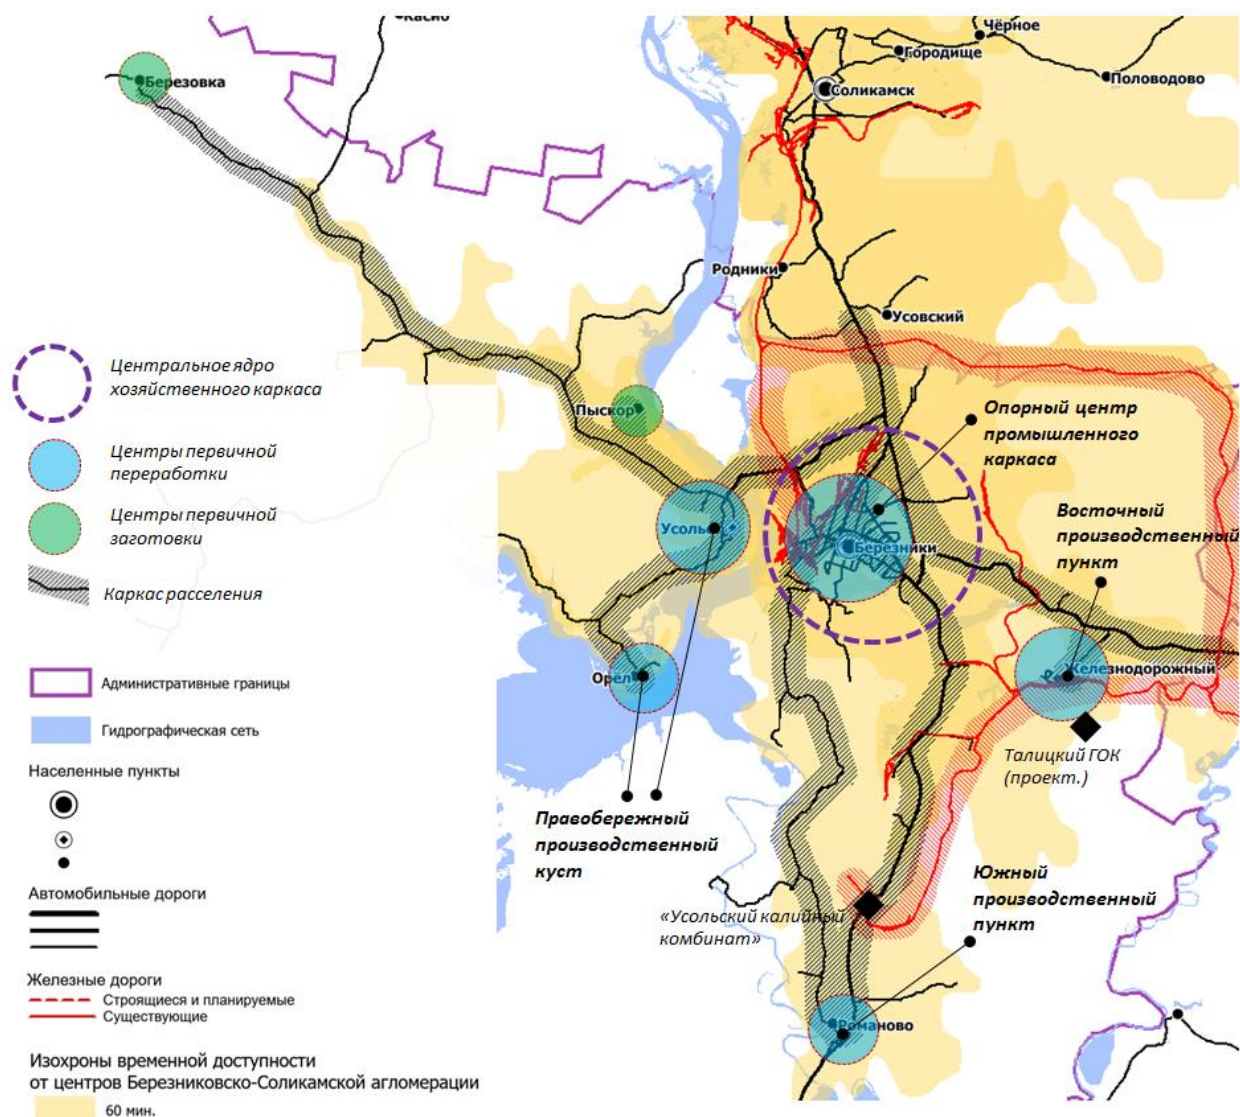 Касиб
Чёрное
Городище
Березовка
Половодово
Соликамск
Родники
Усовский
Центральное ядро
хозяйственного каркаса
Пыскор
Опорный центр
промышленного
каркаса
Центры первичной
переработки
Центры первичной
заготовки
Восточный
производственный
пункт
Усолье
Березники
Каркас расселения
Железнодорожный
Орёл
Административные границы
Гидрографическая сеть
Талицкий ГОК
(проект.)
Населенные пункты
Правобережный
производственный
куст
Южный
производственный
пункт
«Усольский калийный
комбинат»
Автомобильные дороги
Железные дороги
Строящиеся и планируемые
Существующие
Романово
Изохроны временной доступности
от центров Березниковско-Соликамской агломерации
60 мин.